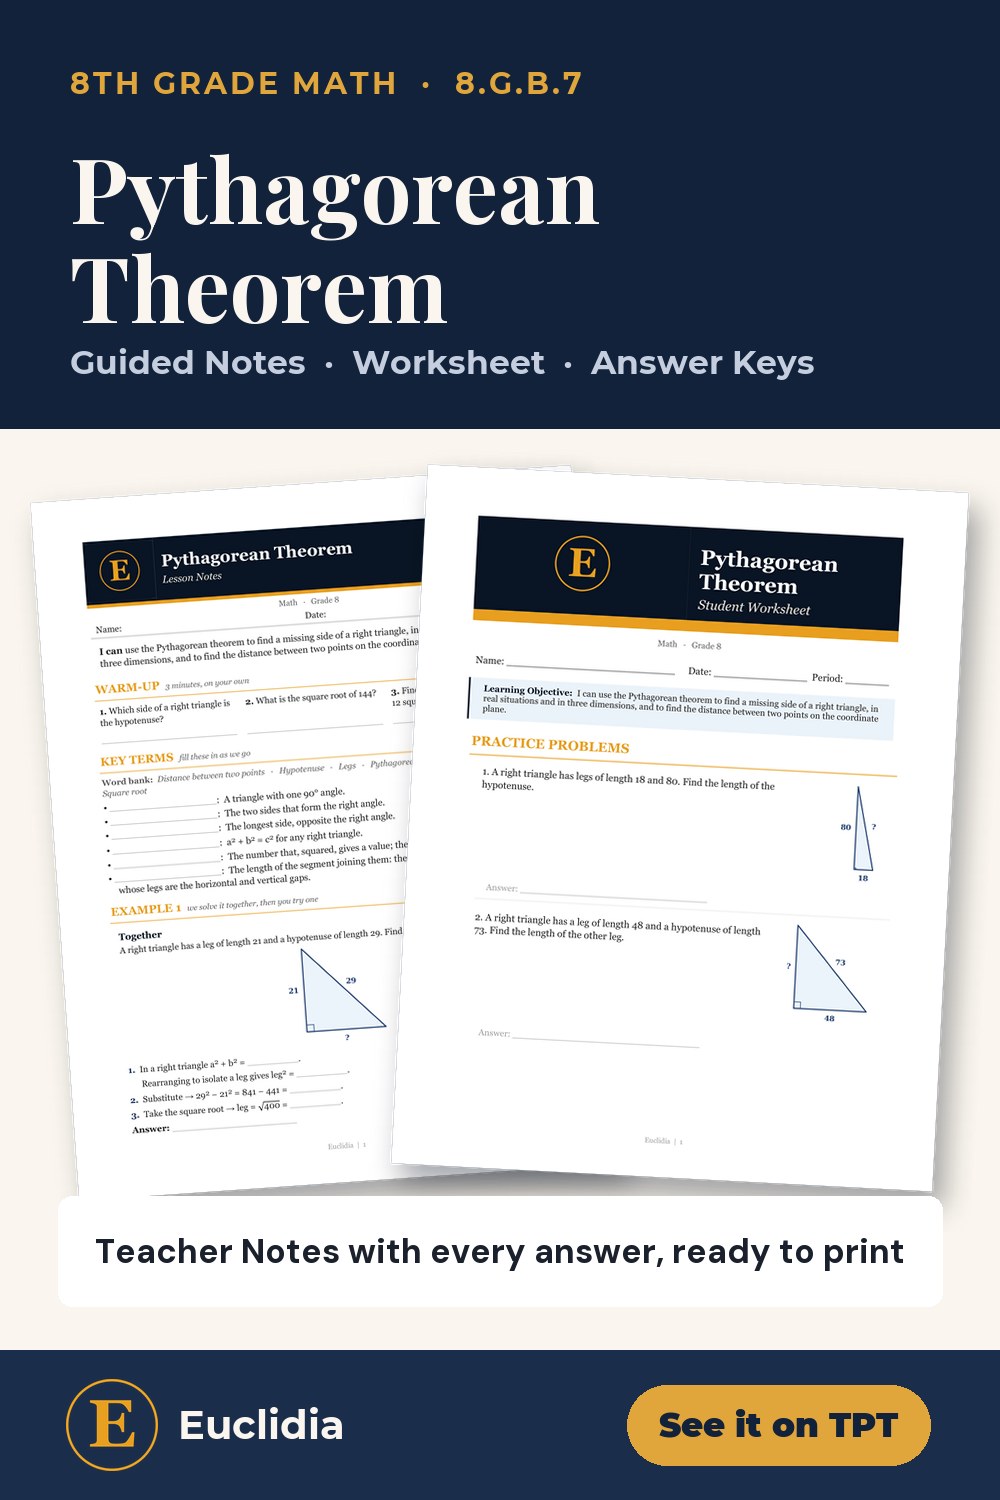 8TH GRADE MATH · 8.G.B.7
Pythagorean
Theorem
Guided Notes · Worksheet · Answer Keys
E
Pythagorean Theorem
Lesson Notes
Math · Grade 8
Name:
Date:
I can use the Pythagorean theorem to find a missing side of a right triangle, in
three dimensions, and to find the distance between two points on the
WARM-UP 3 minutes, on your own
1. Which side of a right triangle is
the hypotenuse?
2. What is the square root of 144?
3.
12
KEY TERMS fill these in as we go
Word bank: Distance between two points · Hypotenuse · Legs ·
Square root
: A triangle with one 90° angle.
: The two sides that form the right angle.
: The longest side, opposite the right angle.
: a² + b² = c² for any right triangle.
: The number that, squared, gives a value; the
: The length of the segment joining them: the
whose legs are the horizontal and vertical gaps.
EXAMPLE 1 we solve it together, then you try one
Together
A right triangle has a leg of length 21 and a hypotenuse of length 29. Find
21
29
?
1. In a right triangle a² + b² = ________.
Rearranging to isolate a leg gives leg² = ________.
2. Substitute → 29² − 21² = 841 − 441 = ________.
3. Take the square root → leg = √400 = ________.
Answer: ________
Euclidia | 1
E
Pythagorean
Theorem
Student Worksheet
Math · Grade 8
Name: ________ Date: ________ Period: ________
Learning Objective: I can use the Pythagorean theorem to find a missing side of a right triangle, in
real situations and in three dimensions, and to find the distance between two points on the coordinate
plane.
PRACTICE PROBLEMS
1. A right triangle has legs of length 18 and 80. Find the length of the
hypotenuse.
80
?
18
Answer: ________
2. A right triangle has a leg of length 48 and a hypotenuse of length
73. Find the length of the other leg.
?
73
48
Answer: ________
Euclidia | 1
Teacher Notes with every answer, ready to print
E
Euclidia
See it on TPT